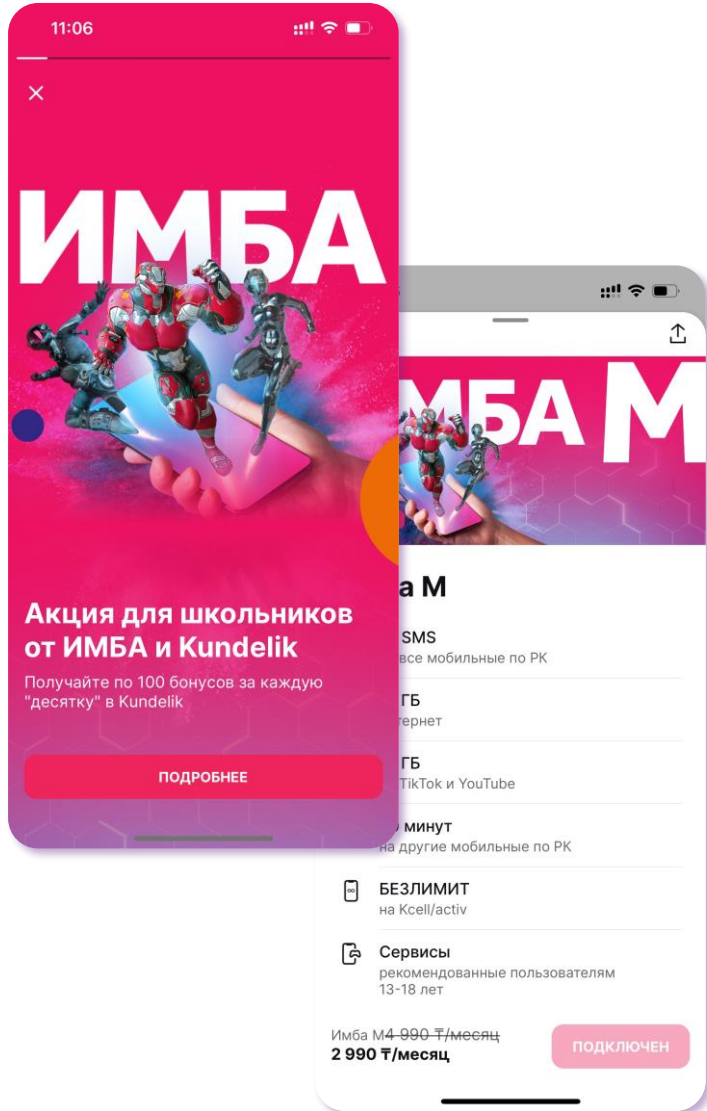 11:06
ИМБА
Акция для школьников
от ИМБА и Kundelik
Получайте по 100 бонусов за каждую
"десятку" в Kundelik
ПОДРОБНЕЕ
МБА М
а М
SMS
все мобильные по РК
ГБ
тернет
ГБ
TikTok и YouTube
минут
на другие мобильные по РК
БЕЗЛИМИТ
на Kcell/activ
Сервисы
рекомендованные пользователям
13-18 лет
Имба М 4 990 ₸/месяц
2 990 ₸/месяц
ПОДКЛЮЧЕН